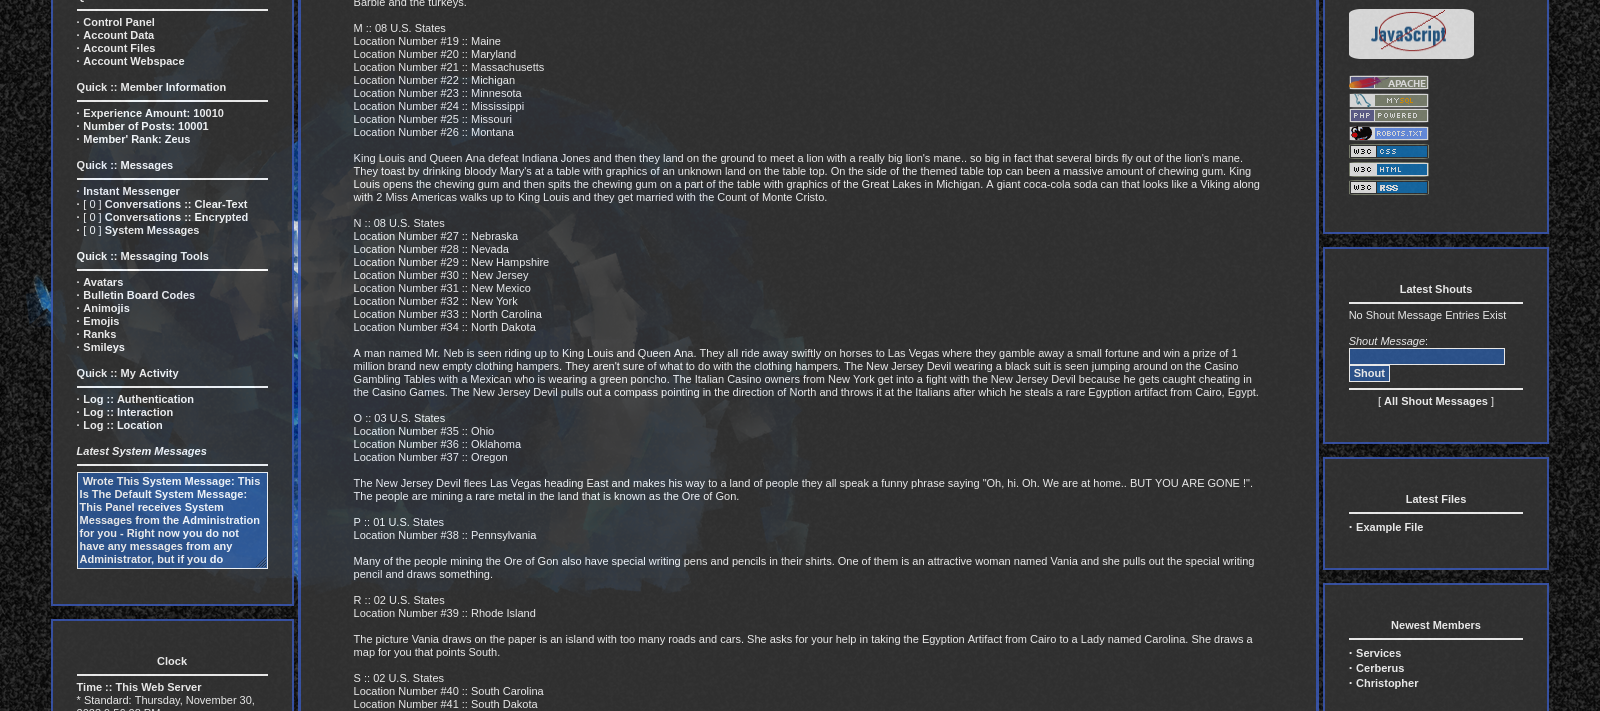 · Control Panel
· Account Data
· Account Files
· Account Webspace
Quick :: Member Information
· Experience Amount: 10010
· Number of Posts: 10001
· Member' Rank: Zeus
Quick :: Messages
· Instant Messenger
· [ 0 ] Conversations :: Clear-Text
· [ 0 ] Conversations :: Encrypted
· [ 0 ] System Messages
Quick :: Messaging Tools
· Avatars
· Bulletin Board Codes
· Animojis
· Emojis
· Ranks
· Smileys
Quick :: My Activity
· Log :: Authentication
· Log :: Interaction
· Log :: Location
Latest System Messages
Wrote This System Message: This
Is The Default System Message:
This Panel receives System
Messages from the Administration
for you - Right now you do not
have any messages from any
Administrator, but if you do
Clock
Time :: This Web Server
* Standard: Thursday, November 30,
Barbie and the turkeys.
M :: 08 U.S. States
Location Number #19 :: Maine
Location Number #20 :: Maryland
Location Number #21 :: Massachusetts
Location Number #22 :: Michigan
Location Number #23 :: Minnesota
Location Number #24 :: Mississippi
Location Number #25 :: Missouri
Location Number #26 :: Montana
King Louis and Queen Ana defeat Indiana Jones and then they land on the ground to meet a lion with a really big lion's mane.. so big in fact that several birds fly out of the lion's mane.
They toast by drinking bloody Mary's at a table with graphics of an unknown land on the table top. On the side of the themed table top can been a massive amount of chewing gum. King
Louis opens the chewing gum and then spits the chewing gum on a part of the table with graphics of the Great Lakes in Michigan. A giant coca-cola soda can that looks like a Viking along
with 2 Miss Americas walks up to King Louis and they get married with the Count of Monte Cristo.
N :: 08 U.S. States
Location Number #27 :: Nebraska
Location Number #28 :: Nevada
Location Number #29 :: New Hampshire
Location Number #30 :: New Jersey
Location Number #31 :: New Mexico
Location Number #32 :: New York
Location Number #33 :: North Carolina
Location Number #34 :: North Dakota
A man named Mr. Neb is seen riding up to King Louis and Queen Ana. They all ride away swiftly on horses to Las Vegas where they gamble away a small fortune and win a prize of 1
million brand new empty clothing hampers. They aren't sure of what to do with the clothing hampers. The New Jersey Devil wearing a black suit is seen jumping around on the Casino
Gambling Tables with a Mexican who is wearing a green poncho. The Italian Casino owners from New York get into a fight with the New Jersey Devil because he gets caught cheating in
the Casino Games. The New Jersey Devil pulls out a compass pointing in the direction of North and throws it at the Italians after which he steals a rare Egyption artifact from Cairo, Egypt.
O :: 03 U.S. States
Location Number #35 :: Ohio
Location Number #36 :: Oklahoma
Location Number #37 :: Oregon
The New Jersey Devil flees Las Vegas heading East and makes his way to a land of people they all speak a funny phrase saying "Oh, hi. Oh. We are at home.. BUT YOU ARE GONE !".
The people are mining a rare metal in the land that is known as the Ore of Gon.
P :: 01 U.S. States
Location Number #38 :: Pennsylvania
Many of the people mining the Ore of Gon also have special writing pens and pencils in their shirts. One of them is an attractive woman named Vania and she pulls out the special writing
pencil and draws something.
R :: 02 U.S. States
Location Number #39 :: Rhode Island
The picture Vania draws on the paper is an island with too many roads and cars. She asks for your help in taking the Egyption Artifact from Cairo to a Lady named Carolina. She draws a
map for you that points South.
S :: 02 U.S. States
Location Number #40 :: South Carolina
Location Number #41 :: South Dakota
JavaScript
APACHE
MYSQL
PHP POWERED
ROBOTS.TXT
W3C CSS
W3C HTML
W3C RSS
Latest Shouts
No Shout Message Entries Exist
Shout Message:
Shout
[ All Shout Messages ]
Latest Files
· Example File
Newest Members
· Services
· Cerberus
· Christopher